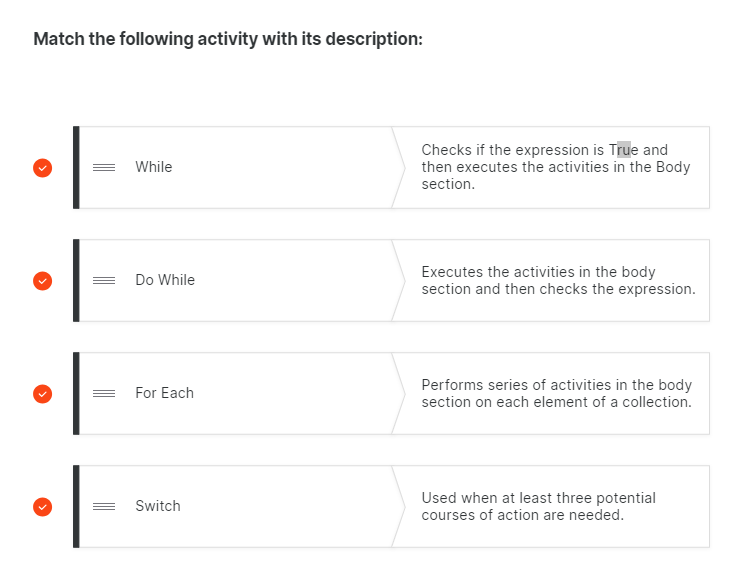 Match the following activity with its description:
While
Checks if the expression is True and
then executes the activities in the Body
section.
Do While
Executes the activities in the body
section and then checks the expression.
For Each
Performs series of activities in the body
section on each element of a collection.
Switch
Used when at least three potential
courses of action are needed.